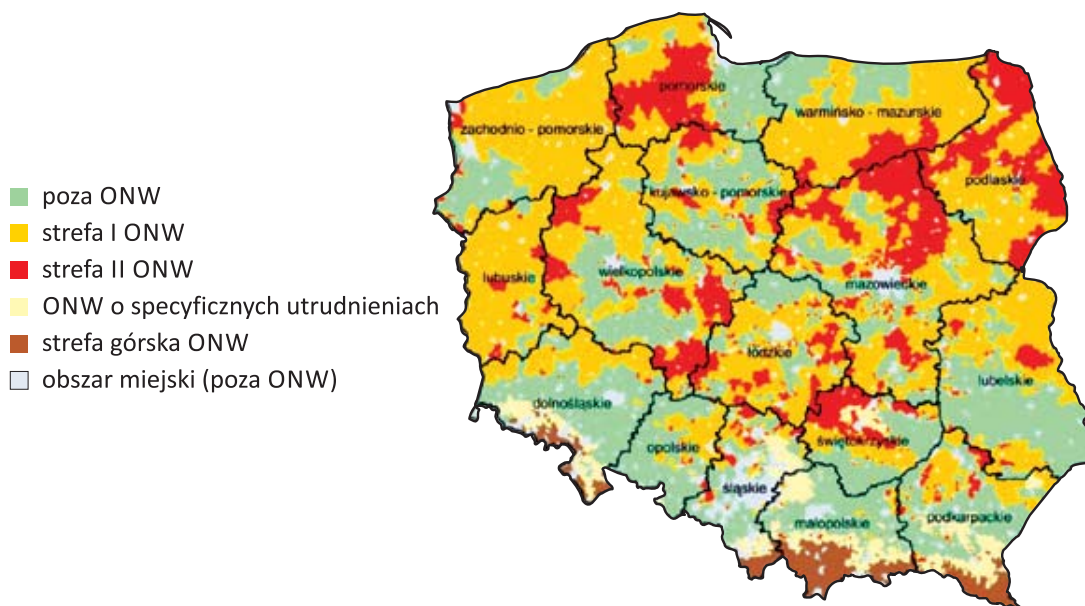 poza ONW
strefa I ONW
strefa II ONW
ONW o specyficznych utrudnieniach
strefa górska ONW
obszar miejski (poza ONW)
pomorskie
zachodnio - pomorskie
warmińsko - mazurskie
podlaskie
kujawsko - pomorskie
lubuskie
wielkopolskie
mazowieckie
łódzkie
lubelskie
dolnośląskie
opolskie
świętokrzyskie
śląskie
małopolskie
podkarpackie